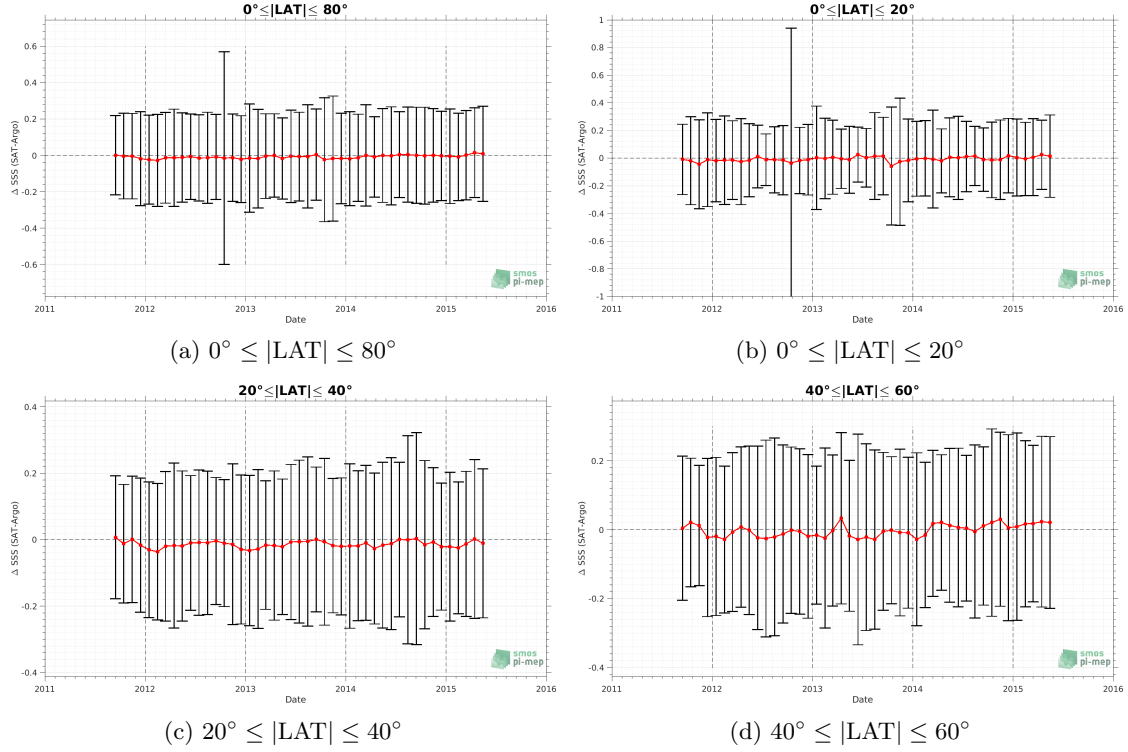 0°≤|LAT|≤ 80°
0.6
0.4
0.2
0
-0.2
-0.4
-0.6
Δ SSS (SAT-Argo)
2011
2012
2013
2014
2015
2016
Date
smos
pi-mep
(a) 0° ≤ |LAT| ≤ 80°
0°≤|LAT|≤ 20°
1
0.8
0.6
0.4
0.2
0
-0.2
-0.4
-0.6
-0.8
-1
Δ SSS (SAT-Argo)
2011
2012
2013
2014
2015
2016
Date
smos
pi-mep
(b) 0° ≤ |LAT| ≤ 20°
20°≤|LAT|≤ 40°
0.4
0.2
0
-0.2
-0.4
Δ SSS (SAT-Argo)
2011
2012
2013
2014
2015
2016
Date
smos
pi-mep
(c) 20° ≤ |LAT| ≤ 40°
40°≤|LAT|≤ 60°
0.2
0
-0.2
-0.4
Δ SSS (SAT-Argo)
2011
2012
2013
2014
2015
2016
Date
smos
pi-mep
(d) 40° ≤ |LAT| ≤ 60°